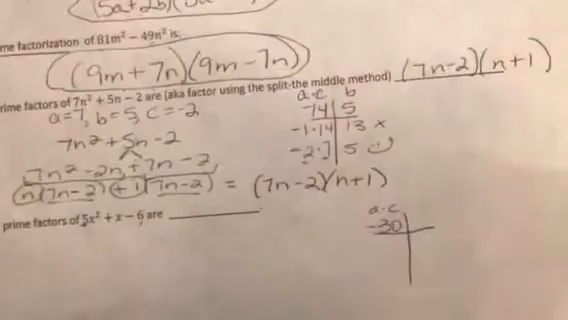 (5a+2b)(5a
me factorization of 81m² – 49n² is
(9m+7n)(9m-7n)
rime factors of 7n² + 5n – 2 are (aka factor using the split-the middle method) (7n-2)(n+1)
a=7, b=5, c=-2
a·c b
-14 5
7n²+5n-2
-1·14 13 x
-2·7 5
7n²-2n+7n-2
n(7n-2)+1(7n-2) = (7n-2)(n+1)
prime factors of 5x² + x – 6 are
a·c
-30